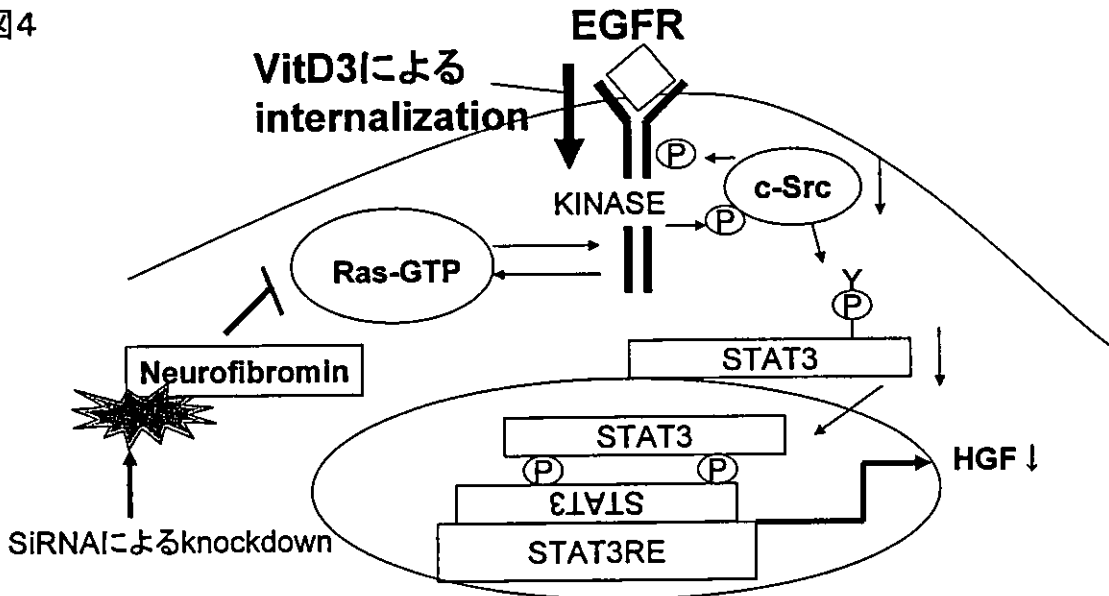 図4
EGFR
VitD3による
internalization
P
c-Src
KINASE
P
Ras-GTP
Y
P
STAT3
Neurofibromin
STAT3
P
P
STAT3
HGF↓
SiRNAによるknockdown
STAT3RE